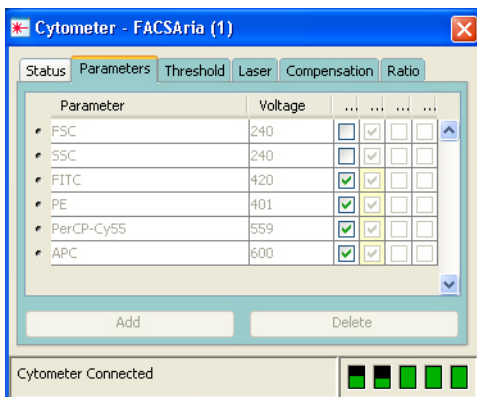 Cytometer - FACSAria (1)
Status Parameters Threshold Laser Compensation Ratio
Parameter Voltage ... ... ... ...
FSC 240
SSC 240
FITC 420
PE 401
PerCP-Cy55 559
APC 600
Add Delete
Cytometer Connected